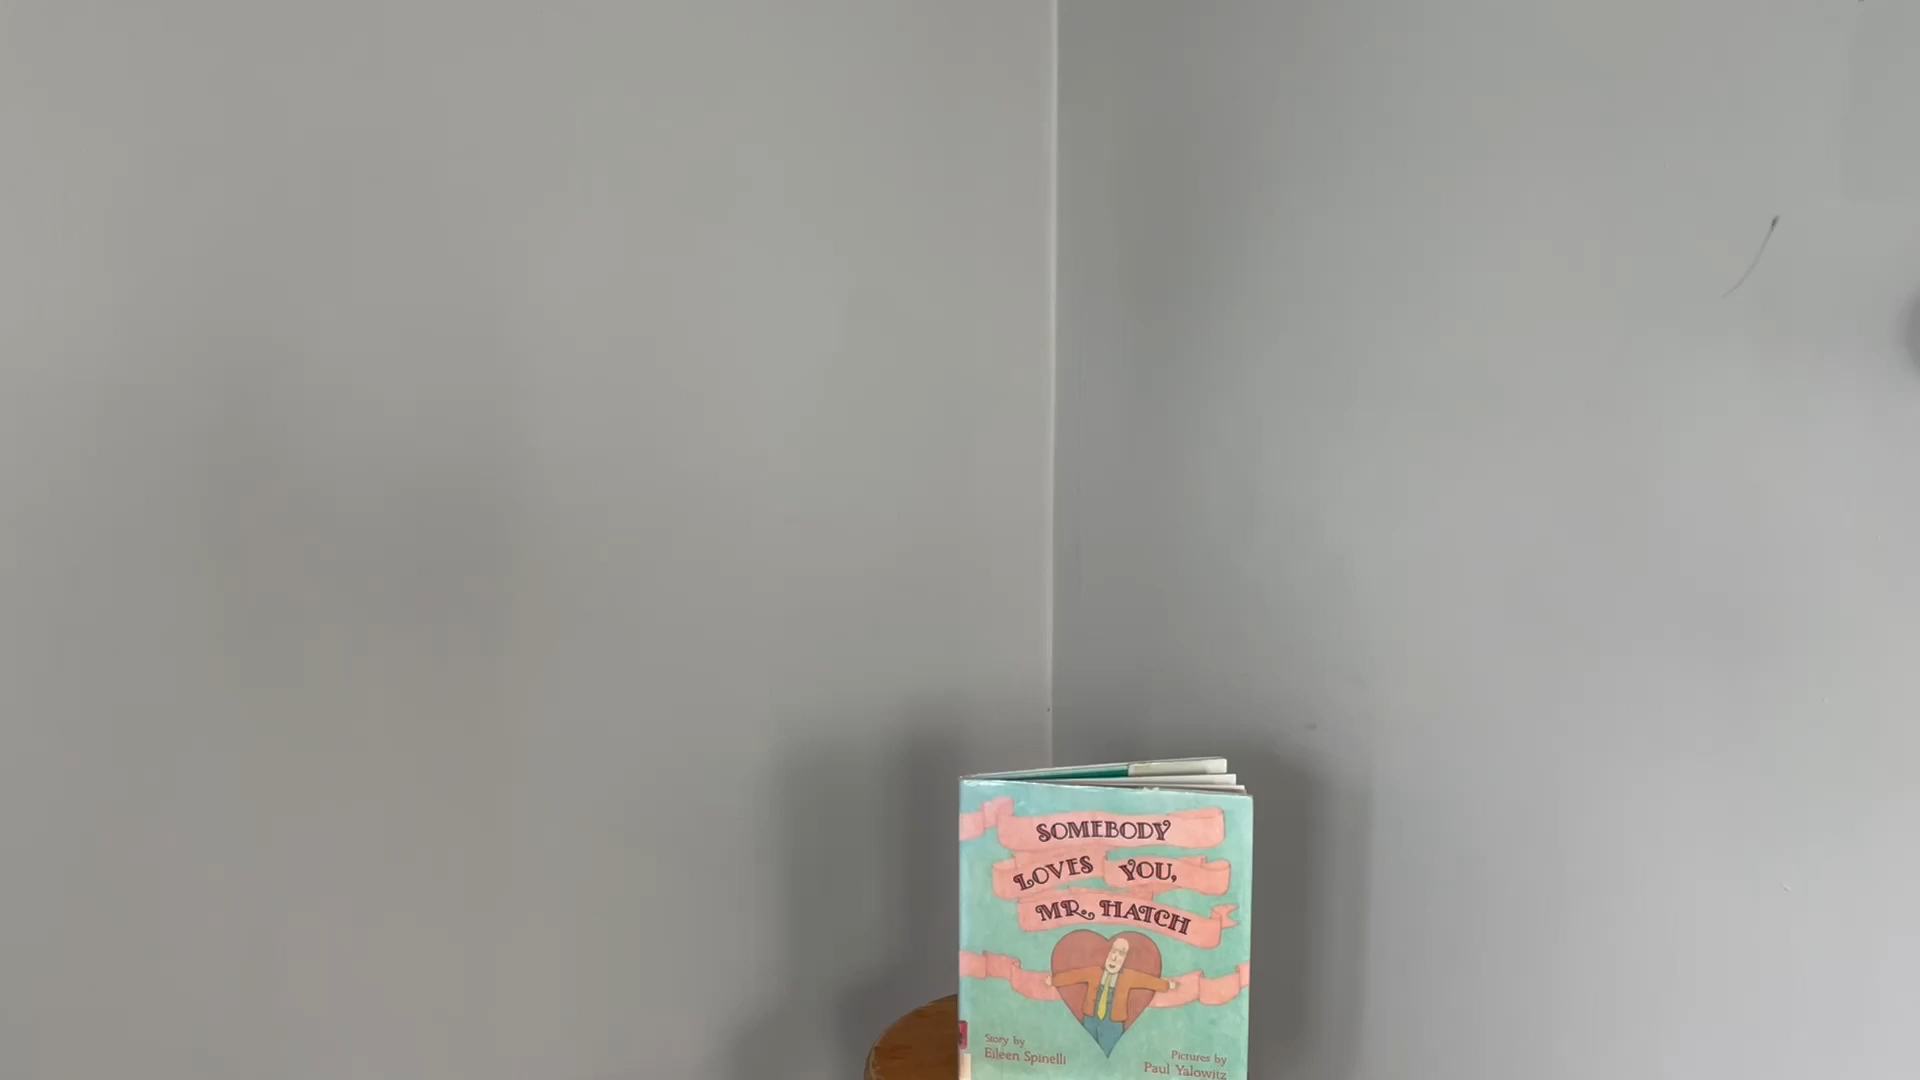 SOMEBODY
LOVES YOU,
MR. HATCH
Story by
Eileen Spinelli
Pictures by
Paul Yalowitz